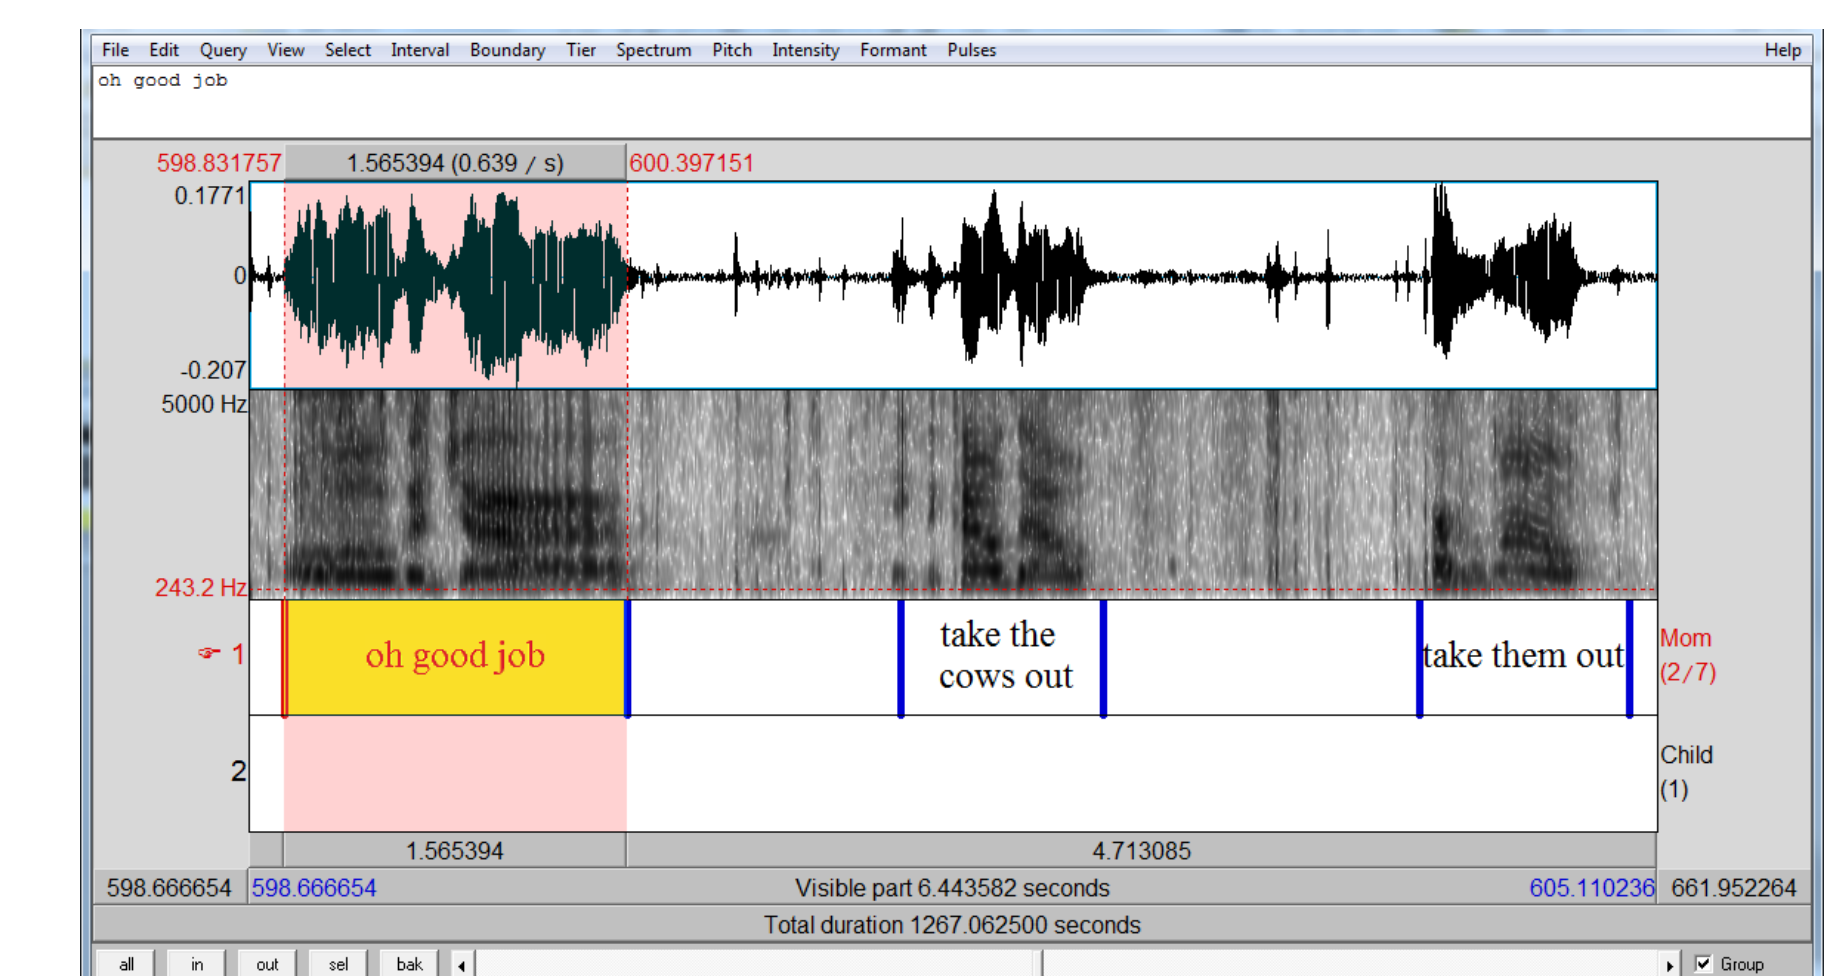 File Edit Query View Select Interval Boundary Tier Spectrum Pitch Intensity Formant Pulses Help
oh good job
598.831757 1.565394 (0.639 / s) 600.397151
0.1771
0
-0.207
5000 Hz
243.2 Hz
☞ 1 oh good job take the cows out take them out Mom (2/7)
2 Child (1)
1.565394 4.713085
598.666654 598.666654 Visible part 6.443582 seconds 605.110236 661.952264
Total duration 1267.062500 seconds
all in out sel bak Group